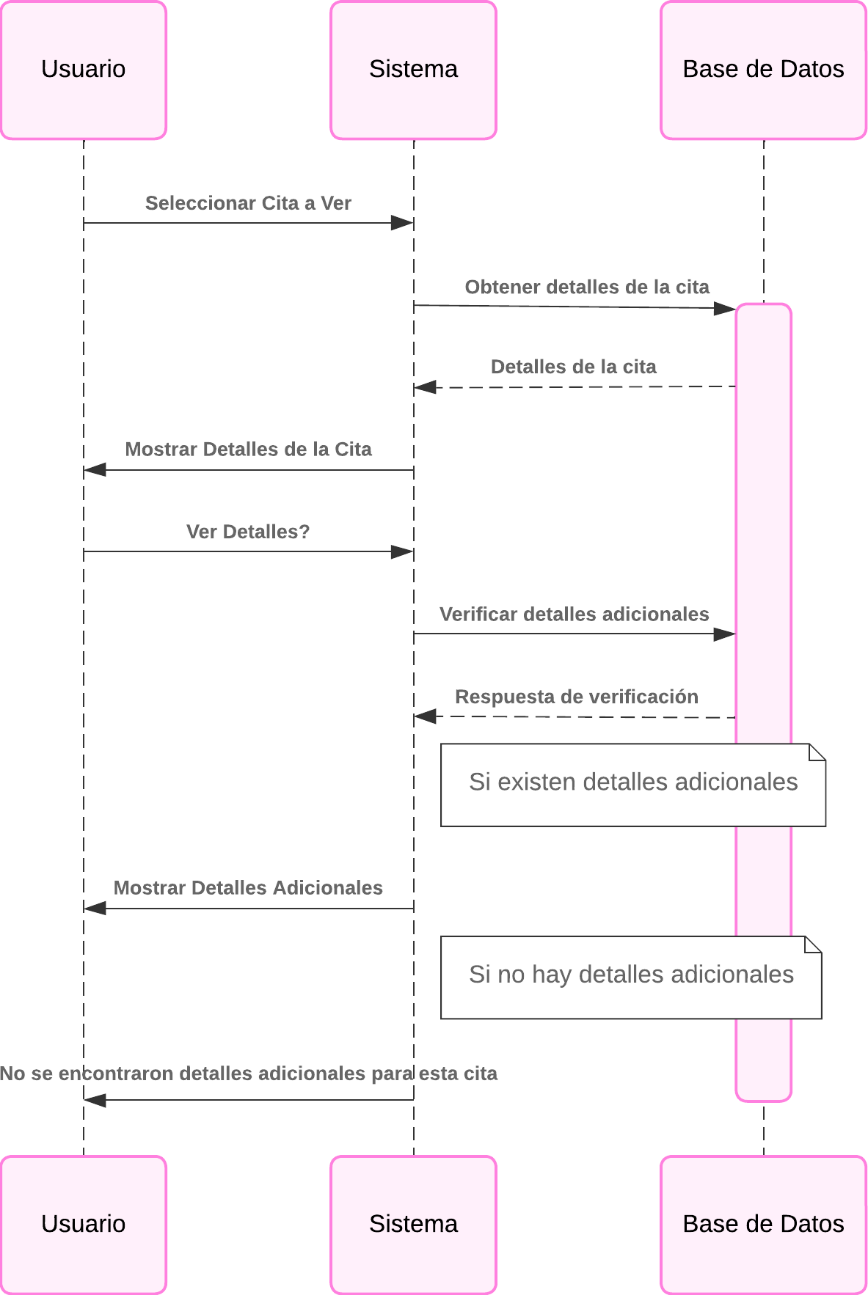 Usuario
Sistema
Base de Datos
Seleccionar Cita a Ver
Obtener detalles de la cita
Detalles de la cita
Mostrar Detalles de la Cita
Ver Detalles?
Verificar detalles adicionales
Respuesta de verificación
Si existen detalles adicionales
Mostrar Detalles Adicionales
Si no hay detalles adicionales
No se encontraron detalles adicionales para esta cita
Usuario
Sistema
Base de Datos